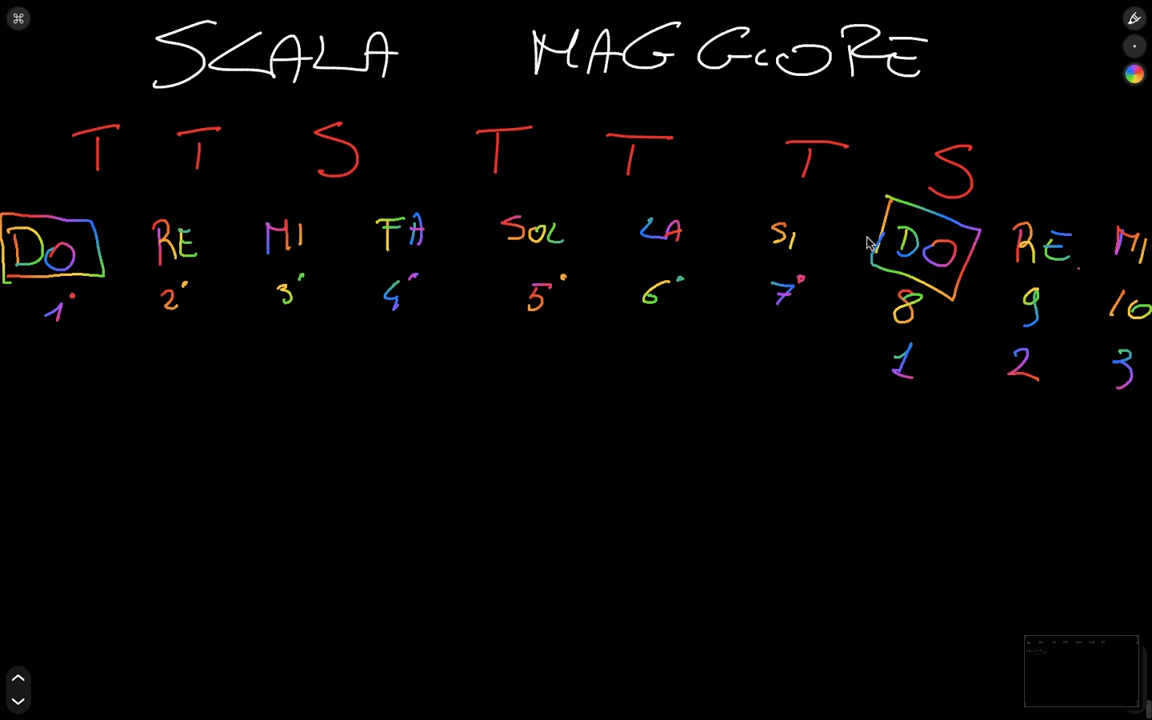 SCALA MAGGIORE
T T S T T T S
DO RE MI FA SOL LA SI DO RE MI
1° 2° 3° 4° 5° 6° 7° 8 9 10
1 2 3